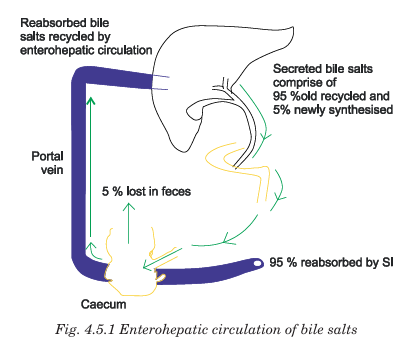 Reabsorbed bile
salts recycled by
enterohepatic circulation
Secreted bile salts
comprise of
95 %old recycled and
5% newly synthesised
Portal
vein
5 % lost in feces
95 % reabsorbed by SI
Caecum
Fig. 4.5.1 Enterohepatic circulation of bile salts